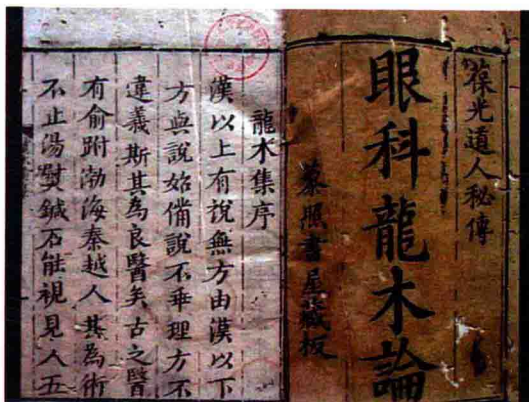 葆光道人秘傳
眼科龍木論
藜照書屋藏板
龍木集序
漢以上有說無方由漢以下
方與說始備說不乖理方不
違義斯其為良醫矣古之醫
有俞跗渤海秦越人其為術
不止湯熨鍼石能視見人五